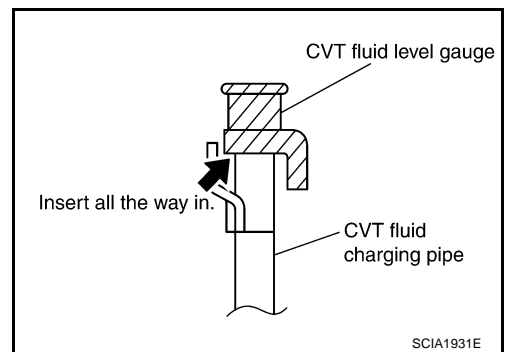 CVT fluid level gauge
Insert all the way in.
CVT fluid
charging pipe
SCIA1931E